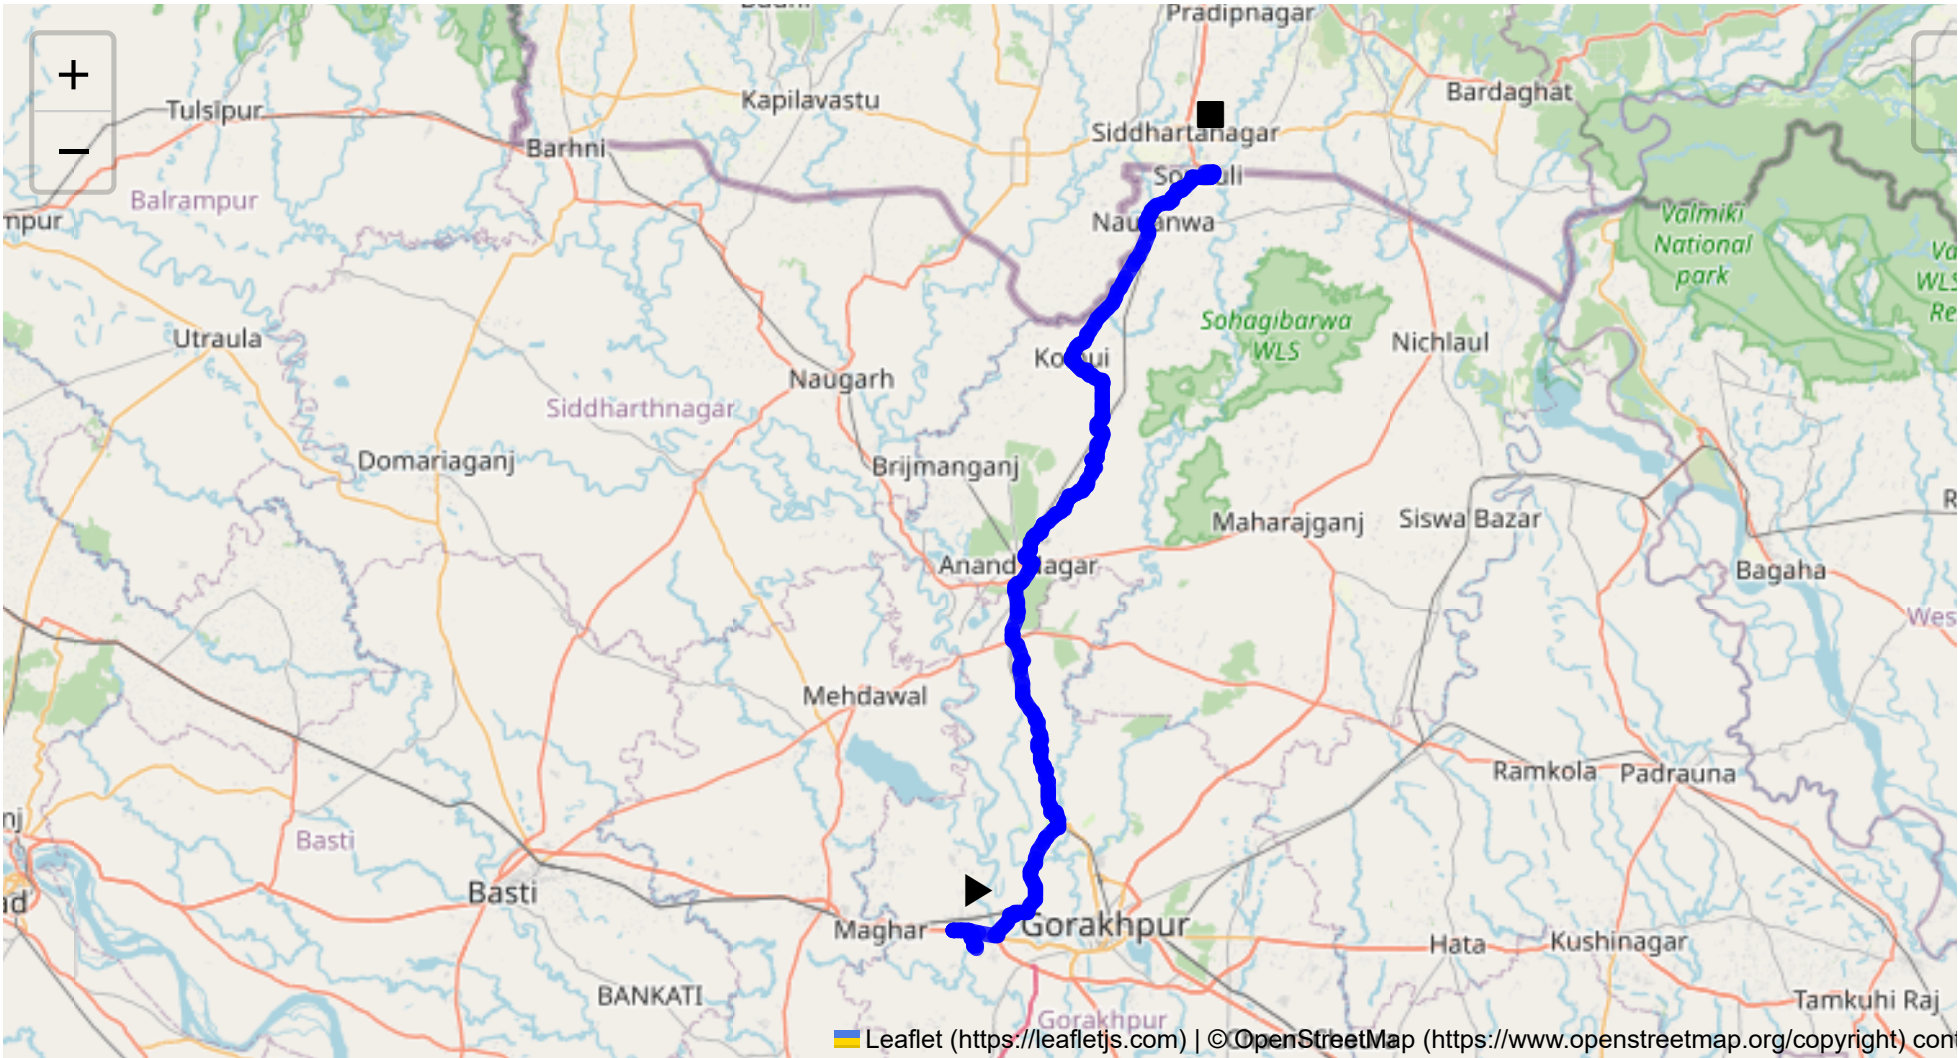 Pradipnagar
+
−
Tulsipur
Kapilavastu
Bardaghat
Siddhartanagar
Barhni
Balrampur
Valmiki
National
park
Utraula
Sohagibarwa
WLS
Nichlaul
Naugarh
Siddharthnagar
Domariaganj
Brijmanganj
Maharajganj
Siswa Bazar
Bagaha
Mehdawal
Ramkola
Padrauna
Basti
Basti
Maghar
Gorakhpur
Hata
Kushinagar
BANKATI
Tamkuhi Raj
Gorakhpur
Leaflet (https://leafletjs.com) | © OpenStreetMap (https://www.openstreetmap.org/copyright) con